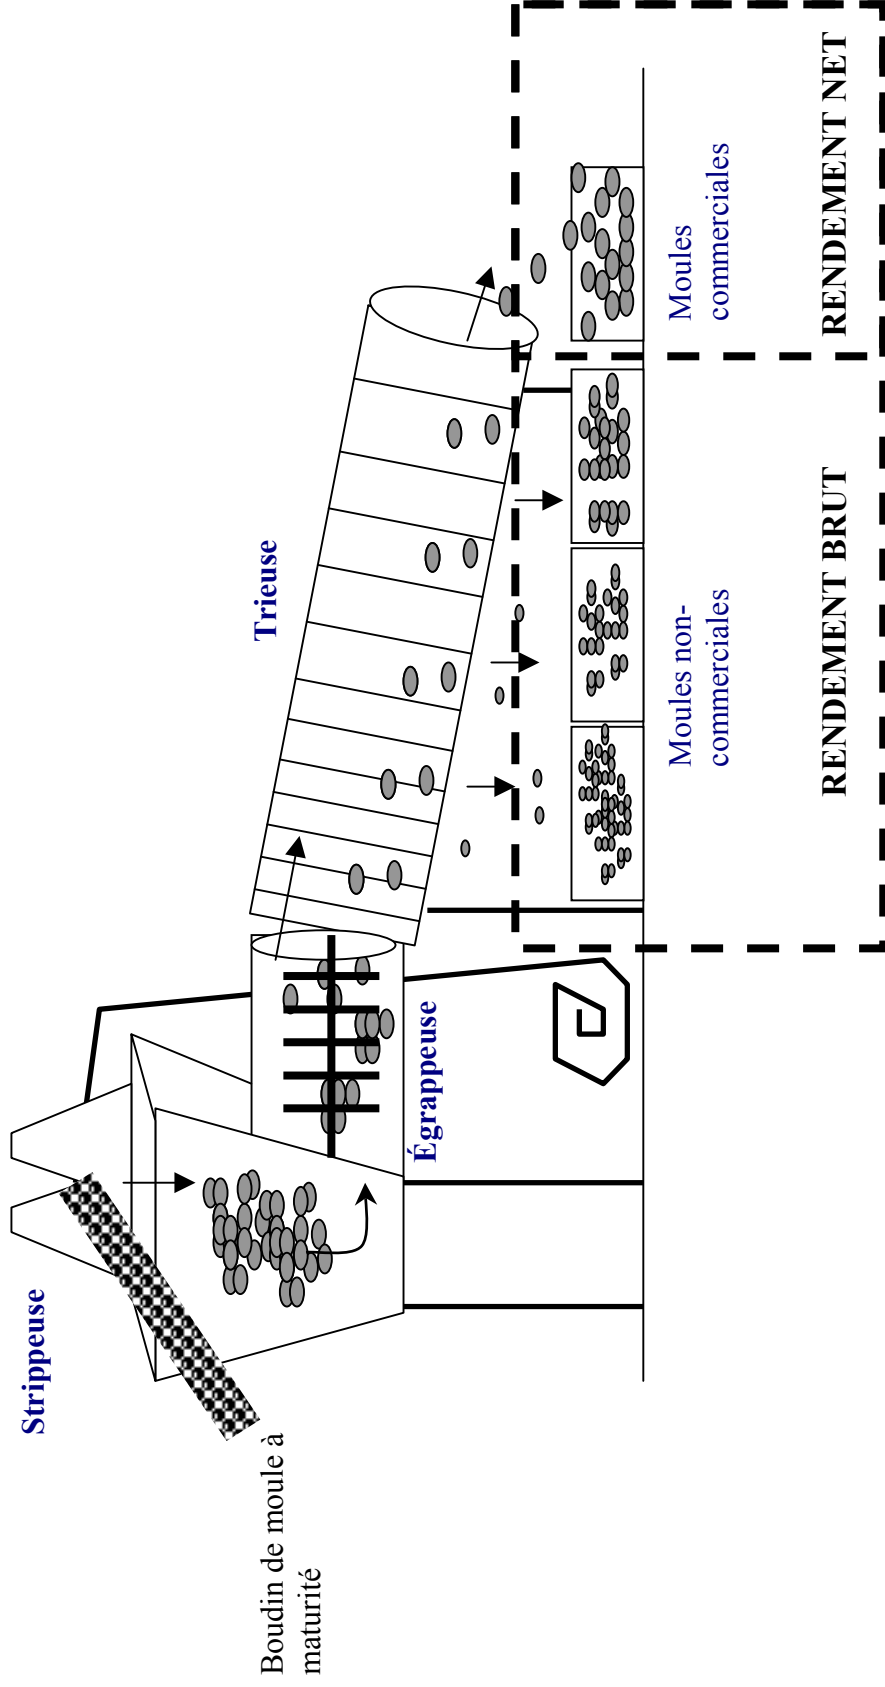 Strippeuse
Boudin de moule à
maturité
Égrappeuse
Trieuse
Moules non-
commerciales
Moules
commerciales
RENDEMENT BRUT
RENDEMENT NET